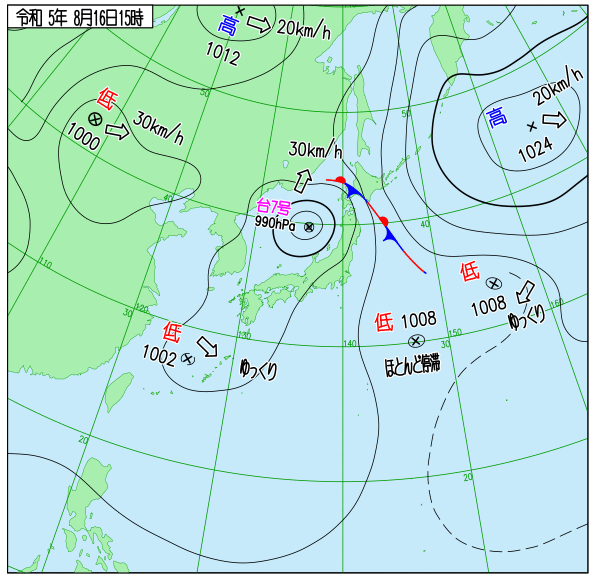 令和 5年 8月16日15時
高
20km/h
1012
50
低
1000
30km/h
高
20km/h
1024
50
30km/h
台7号
990hPa
40
40
110
低
1008
ゆっくり
160
120
30
低
1002
ゆっくり
130
低 1008
ほとんど停滞
140
150
30
20
20